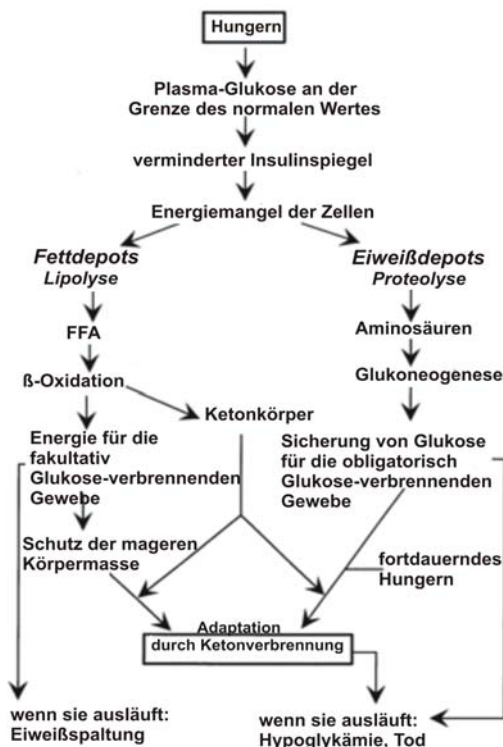 Hungern
Plasma-Glukose an der
Grenze des normalen Wertes
verminderter Insulinspiegel
Energiemangel der Zellen
Fettdepots
Lipolyse
Eiweißdepots
Proteolyse
FFA
Aminosäuren
ß-Oxidation
Glukoneogenese
Ketonkörper
Energie für die
fakultativ
Glukose-verbrennenden
Gewebe
Sicherung von Glukose
für die obligatorisch
Glukose-verbrennenden
Gewebe
Schutz der mageren
Körpermasse
fortdauerndes
Hungern
Adaptation
durch Ketonverbrennung
wenn sie ausläuft:
Eiweißspaltung
wenn sie ausläuft:
Hypoglykämie, Tod